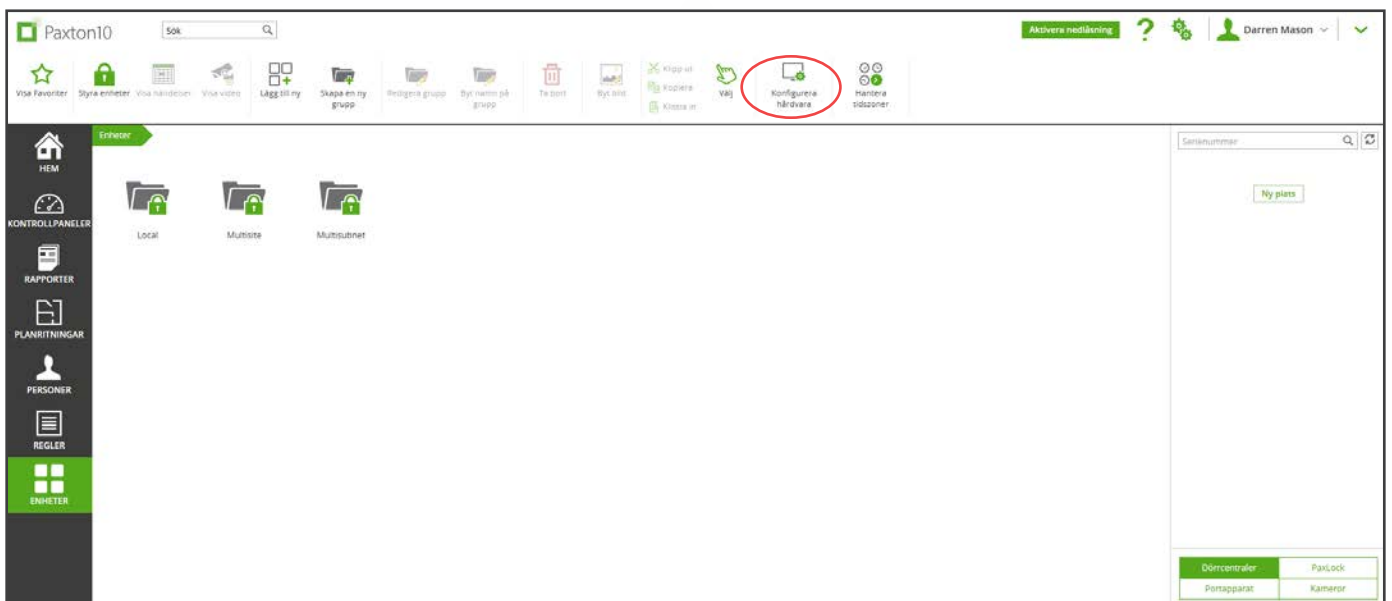 Paxton10
Sök
Aktivera nedlåsning
?
Darren Mason
Visa Favoriter
Styra enheter
Visa händelser
Visa video
Lägg till ny
Skapa en ny
grupp
Redigera grupp
Byt namn på
grupp
Ta bort
Byt bild
Klipp ut
Kopiera
Klistra in
Välj
Konfigurera
hårdvara
Hantera
tidszoner
HEM
KONTROLLPANELER
RAPPORTER
PLANRITNINGAR
PERSONER
REGLER
ENHETER
Enheter
Local
Multisite
Multisubnet
Serienummer
Ny plats
Dörrcentraler
PaxLock
Portapparat
Kameror